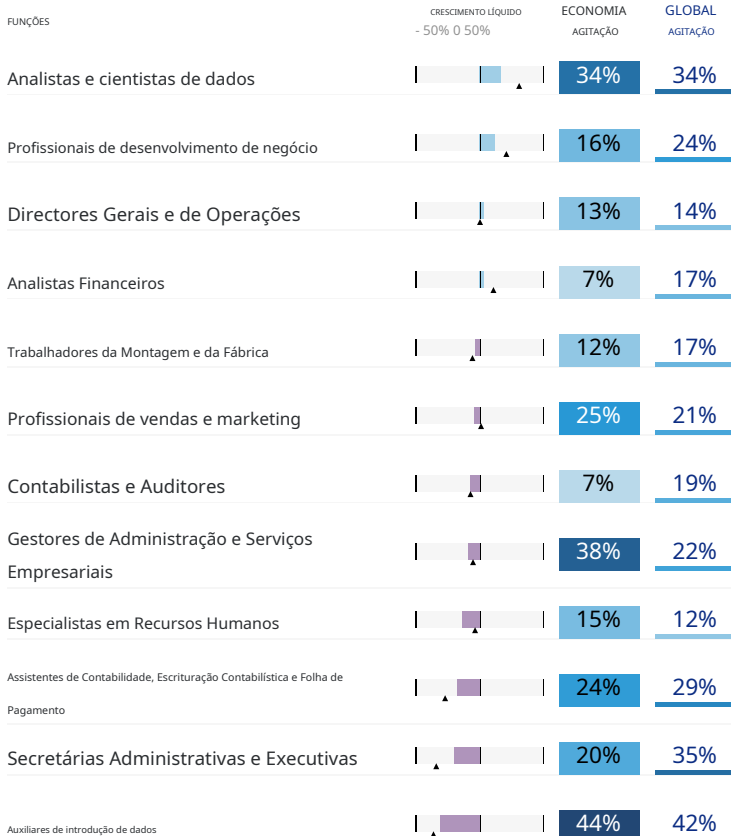 FUNÇÕES CRESCIMENTO LÍQUIDO ECONOMIA GLOBAL
- 50% 0 50% AGITAÇÃO AGITAÇÃO
Analistas e cientistas de dados 34% 34%
Profissionais de desenvolvimento de negócio 16% 24%
Directores Gerais e de Operações 13% 14%
Analistas Financeiros 7% 17%
Trabalhadores da Montagem e da Fábrica 12% 17%
Profissionais de vendas e marketing 25% 21%
Contabilistas e Auditores 7% 19%
Gestores de Administração e Serviços
Empresariais 38% 22%
Especialistas em Recursos Humanos 15% 12%
Assistentes de Contabilidade, Escrituração Contabilística e Folha de
Pagamento 24% 29%
Secretárias Administrativas e Executivas 20% 35%
Auxiliares de introdução de dados 44% 42%